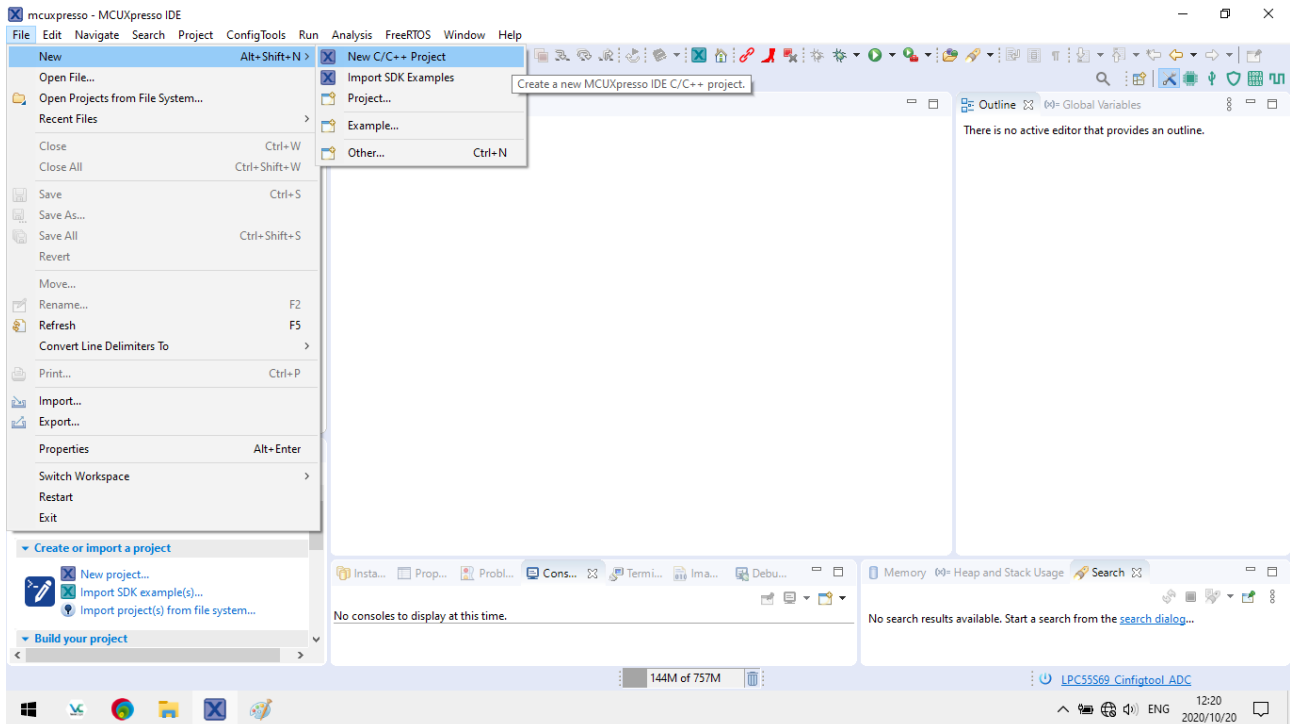 mcuxpresso - MCUXpresso IDE
File Edit Navigate Search Project ConfigTools Run Analysis FreeRTOS Window Help
New Alt+Shift+N >
Open File...
Open Projects from File System...
Recent Files >
Close Ctrl+W
Close All Ctrl+Shift+W
Save Ctrl+S
Save As...
Save All Ctrl+Shift+S
Revert
Move...
Rename... F2
Refresh F5
Convert Line Delimiters To >
Print... Ctrl+P
Import...
Export...
Properties Alt+Enter
Switch Workspace >
Restart
Exit
New C/C++ Project
Import SDK Examples
Project...
Example...
Other... Ctrl+N
Create a new MCUXpresso IDE C/C++ project.
Outline (x)= Global Variables
There is no active editor that provides an outline.
Create or import a project
New project...
Import SDK example(s)...
Import project(s) from file system...
Build your project
Insta... Prop... Probl... Cons... Termi... Ima... Debu...
No consoles to display at this time.
Memory (x)= Heap and Stack Usage Search
No search results available. Start a search from the search dialog...
144M of 757M
LPC55S69_Cinfigtool_ADC
ENG
12:20
2020/10/20